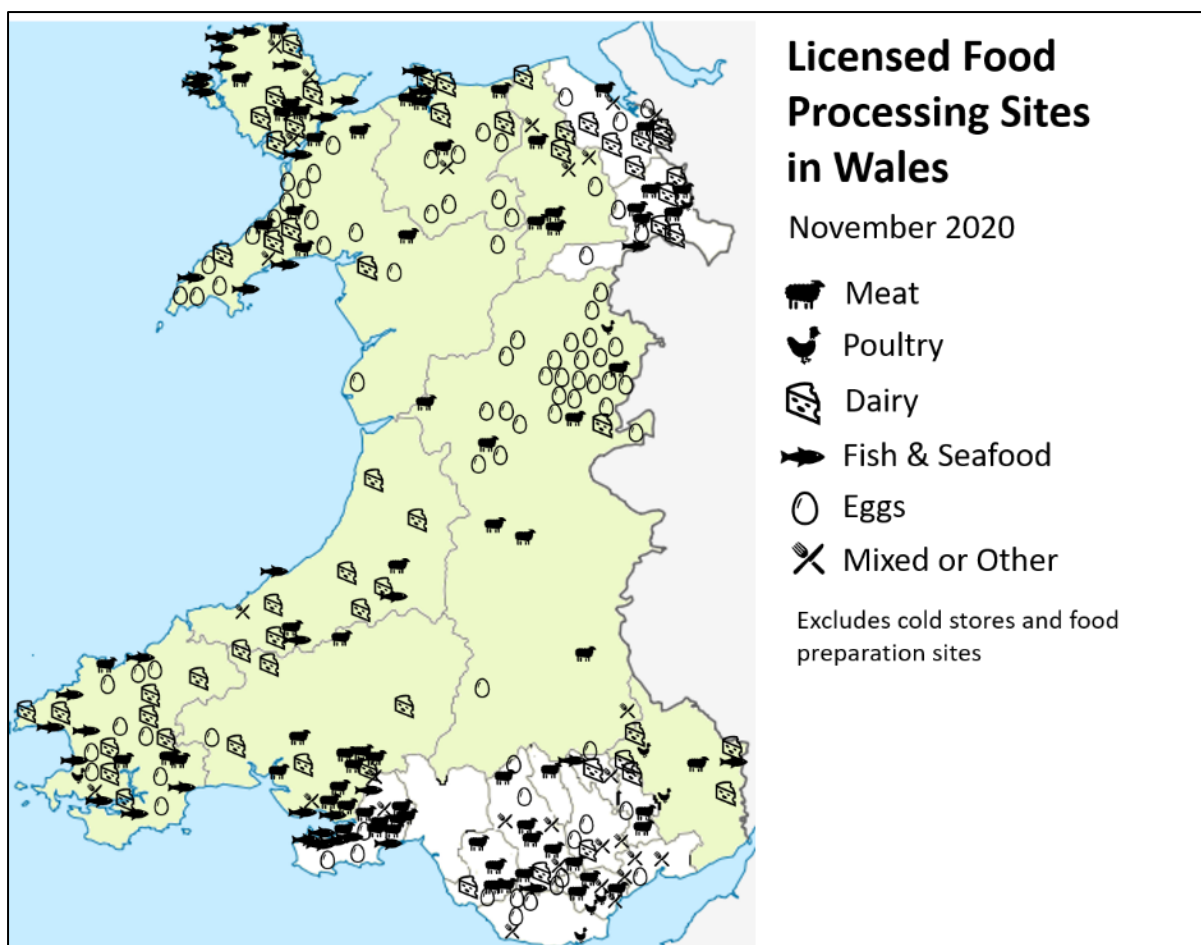 Licensed Food
Processing Sites
in Wales
November 2020
Meat
Poultry
Dairy
Fish & Seafood
Eggs
Mixed or Other
Excludes cold stores and food
preparation sites